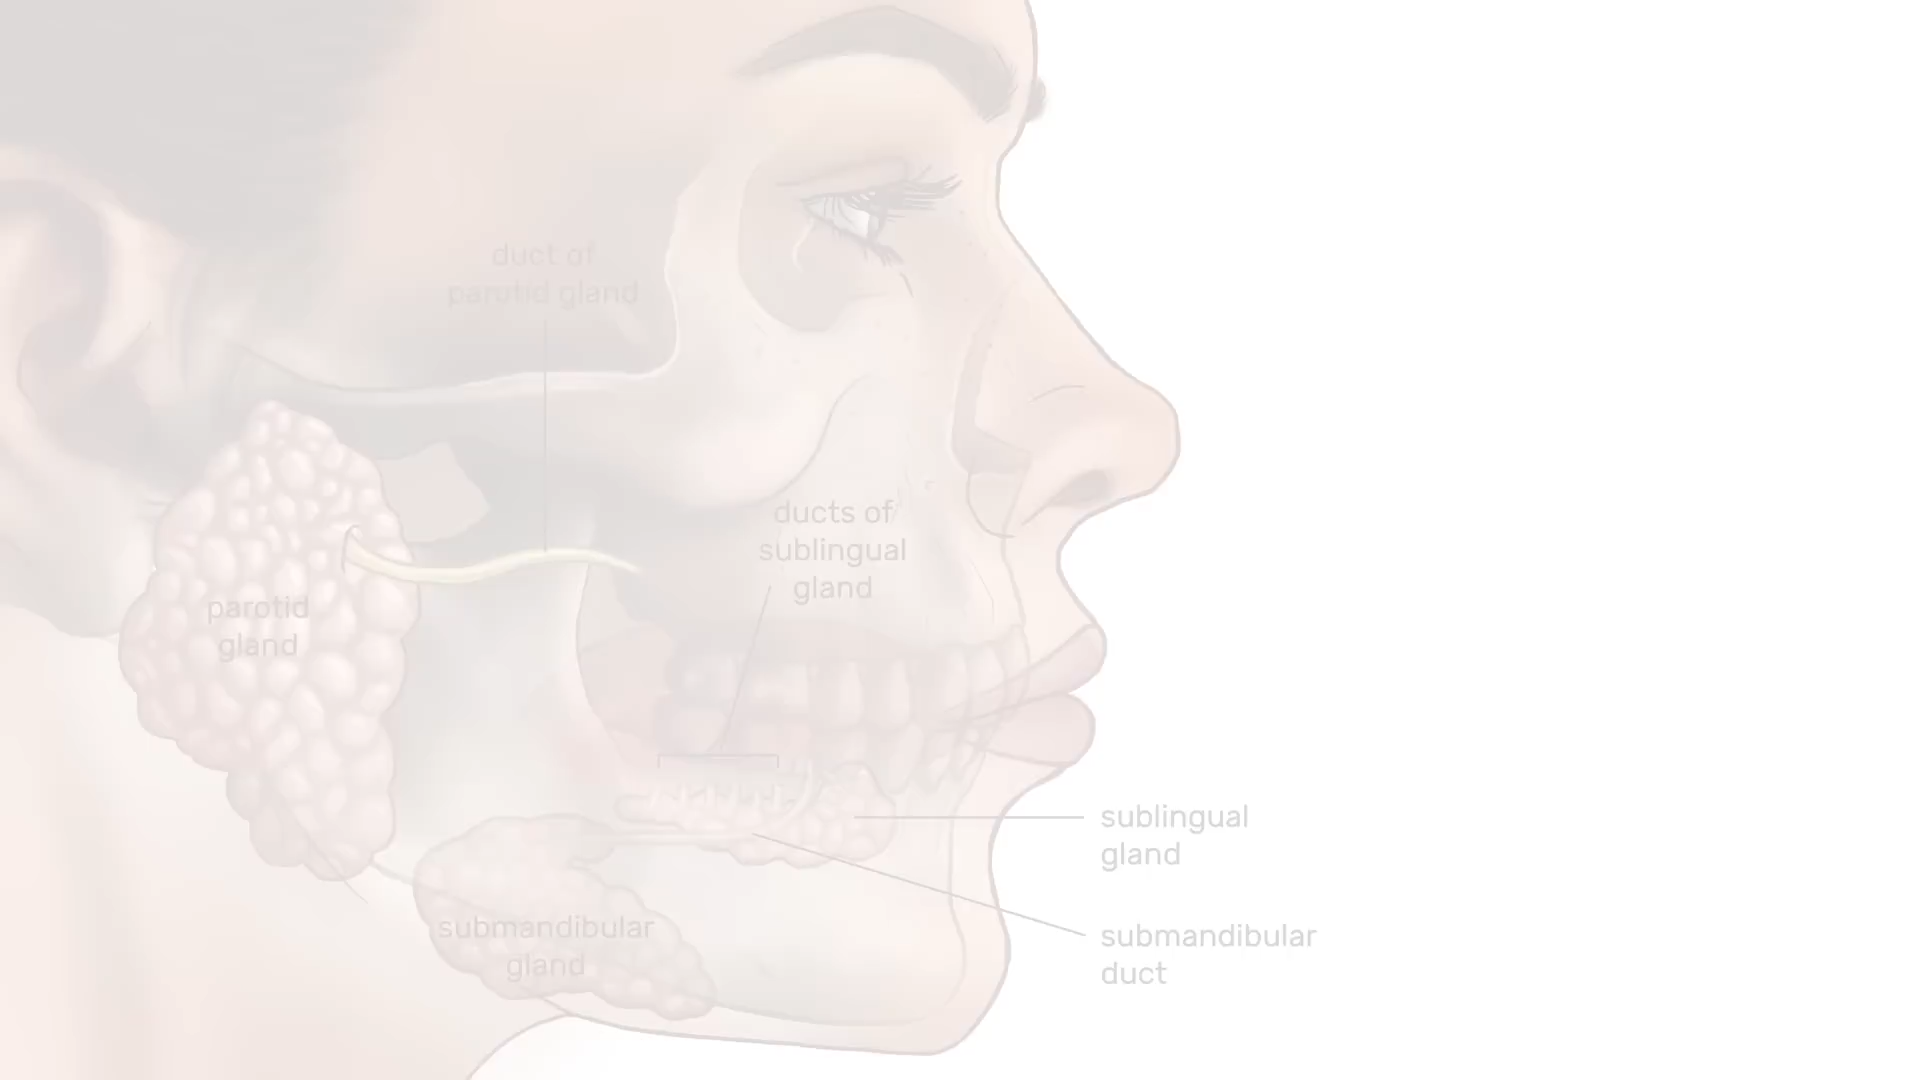 duct of
parotid gland
ducts of
sublingual
gland
parotid
gland
sublingual
gland
submandibular
gland
submandibular
duct